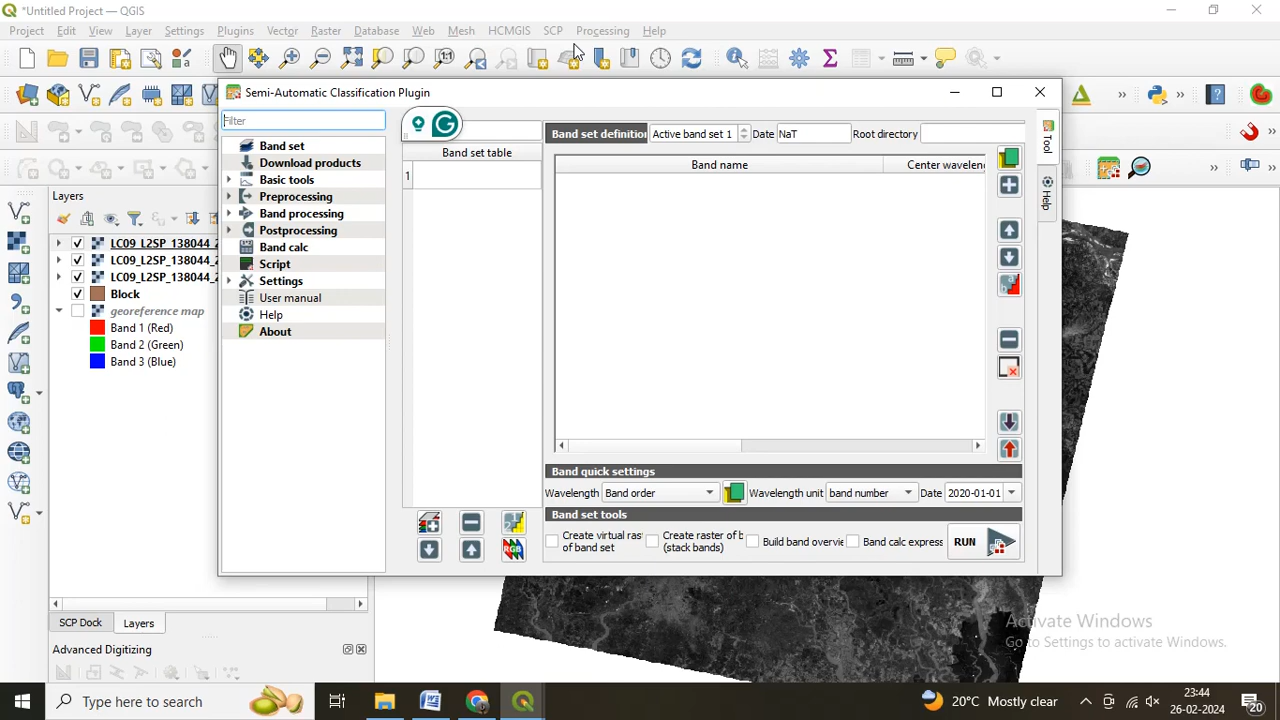 *Untitled Project — QGIS
Project Edit View Layer Settings Plugins Vector Raster Database Web Mesh HCMGIS SCP Processing Help
Semi-Automatic Classification Plugin
Filter
Band set
Download products
Basic tools
Preprocessing
Band processing
Postprocessing
Band calc
Script
Settings
User manual
Help
About
Band set table
1
Band set definition Active band set 1 Date NaT Root directory
Band name Center wavelen
Tool
Help
Band quick settings
Wavelength Band order Wavelength unit band number Date 2020-01-01
Band set tools
Create virtual ras
of band set
Create raster of b
(stack bands)
Build band overvie
Band calc express
RUN
Layers
LC09_L2SP_138044_2
LC09_L2SP_138044_2
LC09_L2SP_138044_2
Block
georeference map
Band 1 (Red)
Band 2 (Green)
Band 3 (Blue)
SCP Dock Layers
Advanced Digitizing
Activate Windows
Go to Settings to activate Windows.
Type here to search
20°C Mostly clear
23:44
26-02-2024
20